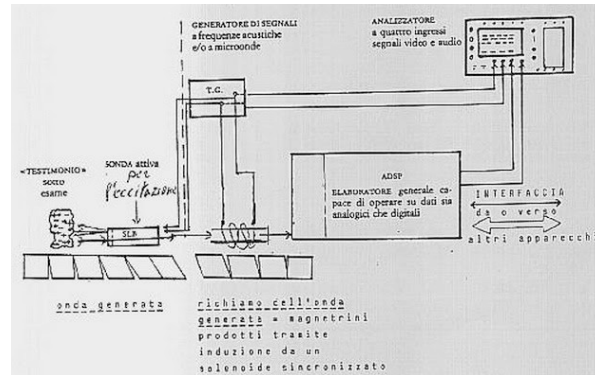 GENERATORE DI SEGNALI
a frequenze acustiche
e/o a microonde
ANALIZZATORE
a quattro ingressi
segnali video e audio
T.G.
«TESTIMONIO»
sotto
esame
SONDA attiva
per
l'eccitazione
SLB
ADSP
ELABORATORE generale ca-
pace di operare su dati sia
analogici che digitali
INTERFACCIA
da o verso
altri apparecchi
onda generata
richiamo dell'onda
generata = magnetrini
prodotti tramite
induzione da un
solenoide sincronizzato